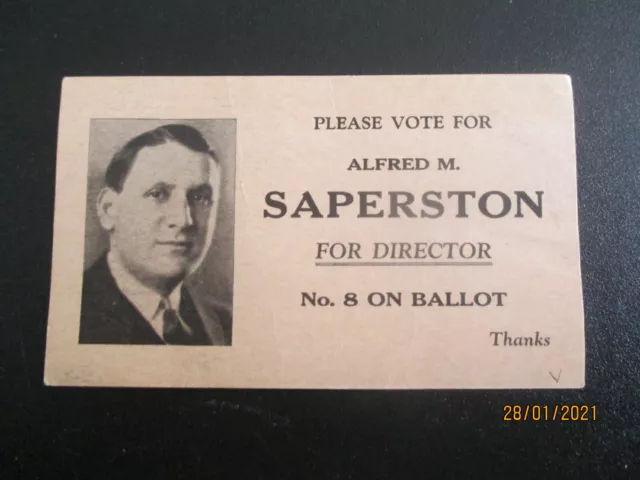 PLEASE VOTE FOR
ALFRED M.
SAPERSTON
FOR DIRECTOR
No. 8 ON BALLOT
Thanks
28/01/2021